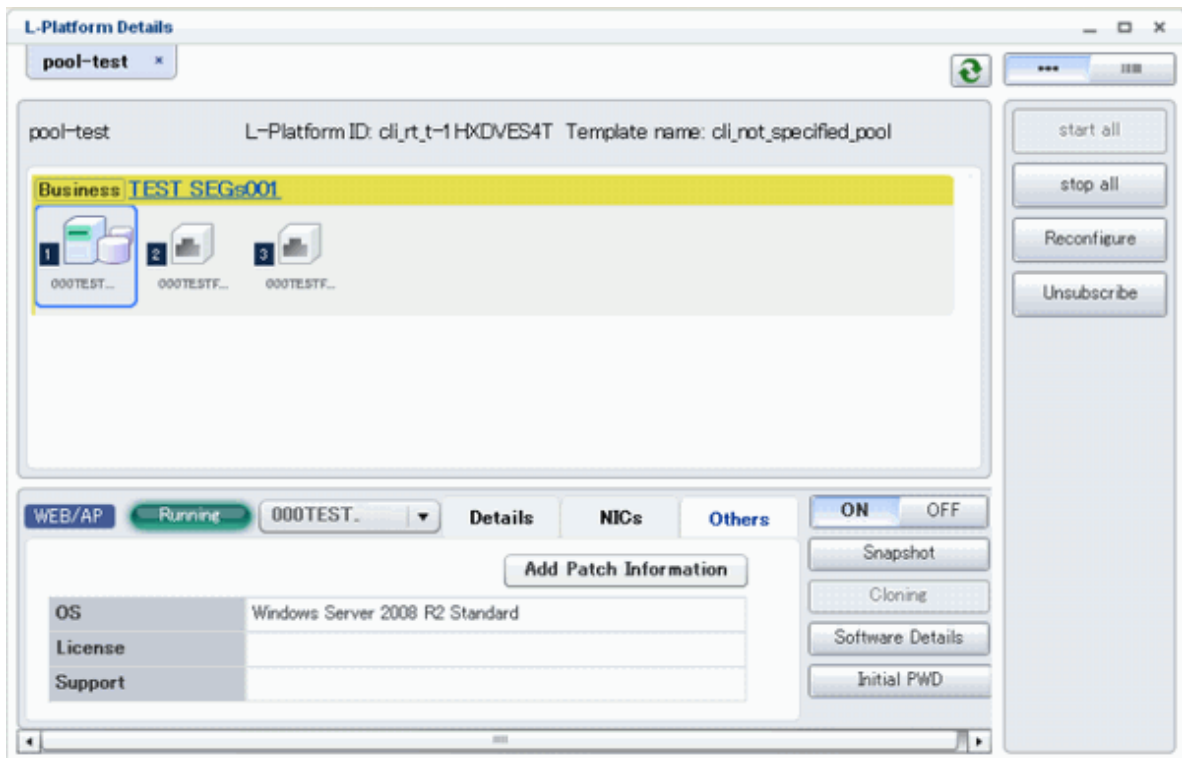 L-Platform Details
pool-test ×
pool-test L-Platform ID: cli_rt_t-1HXDVES4T Template name: cli_not_specified_pool
Business TEST SEGs001
1 2 3
000TEST... 000TESTF... 000TESTF...
start all
stop all
Reconfigure
Unsubscribe
WEB/AP Running 000TEST. Details NICs Others
Add Patch Information
OS Windows Server 2008 R2 Standard
License
Support
ON OFF
Snapshot
Cloning
Software Details
Initial PWD